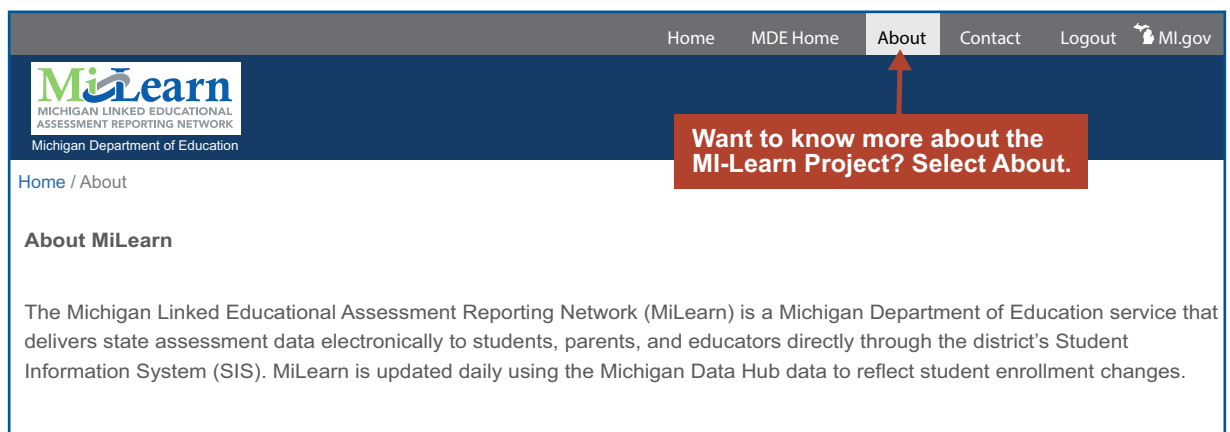 Home MDE Home About Contact Logout MI.gov
MiLearn
MICHIGAN LINKED EDUCATIONAL
ASSESSMENT REPORTING NETWORK
Michigan Department of Education
Want to know more about the
MI-Learn Project? Select About.
Home / About
About MiLearn
The Michigan Linked Educational Assessment Reporting Network (MiLearn) is a Michigan Department of Education service that
delivers state assessment data electronically to students, parents, and educators directly through the district's Student
Information System (SIS). MiLearn is updated daily using the Michigan Data Hub data to reflect student enrollment changes.